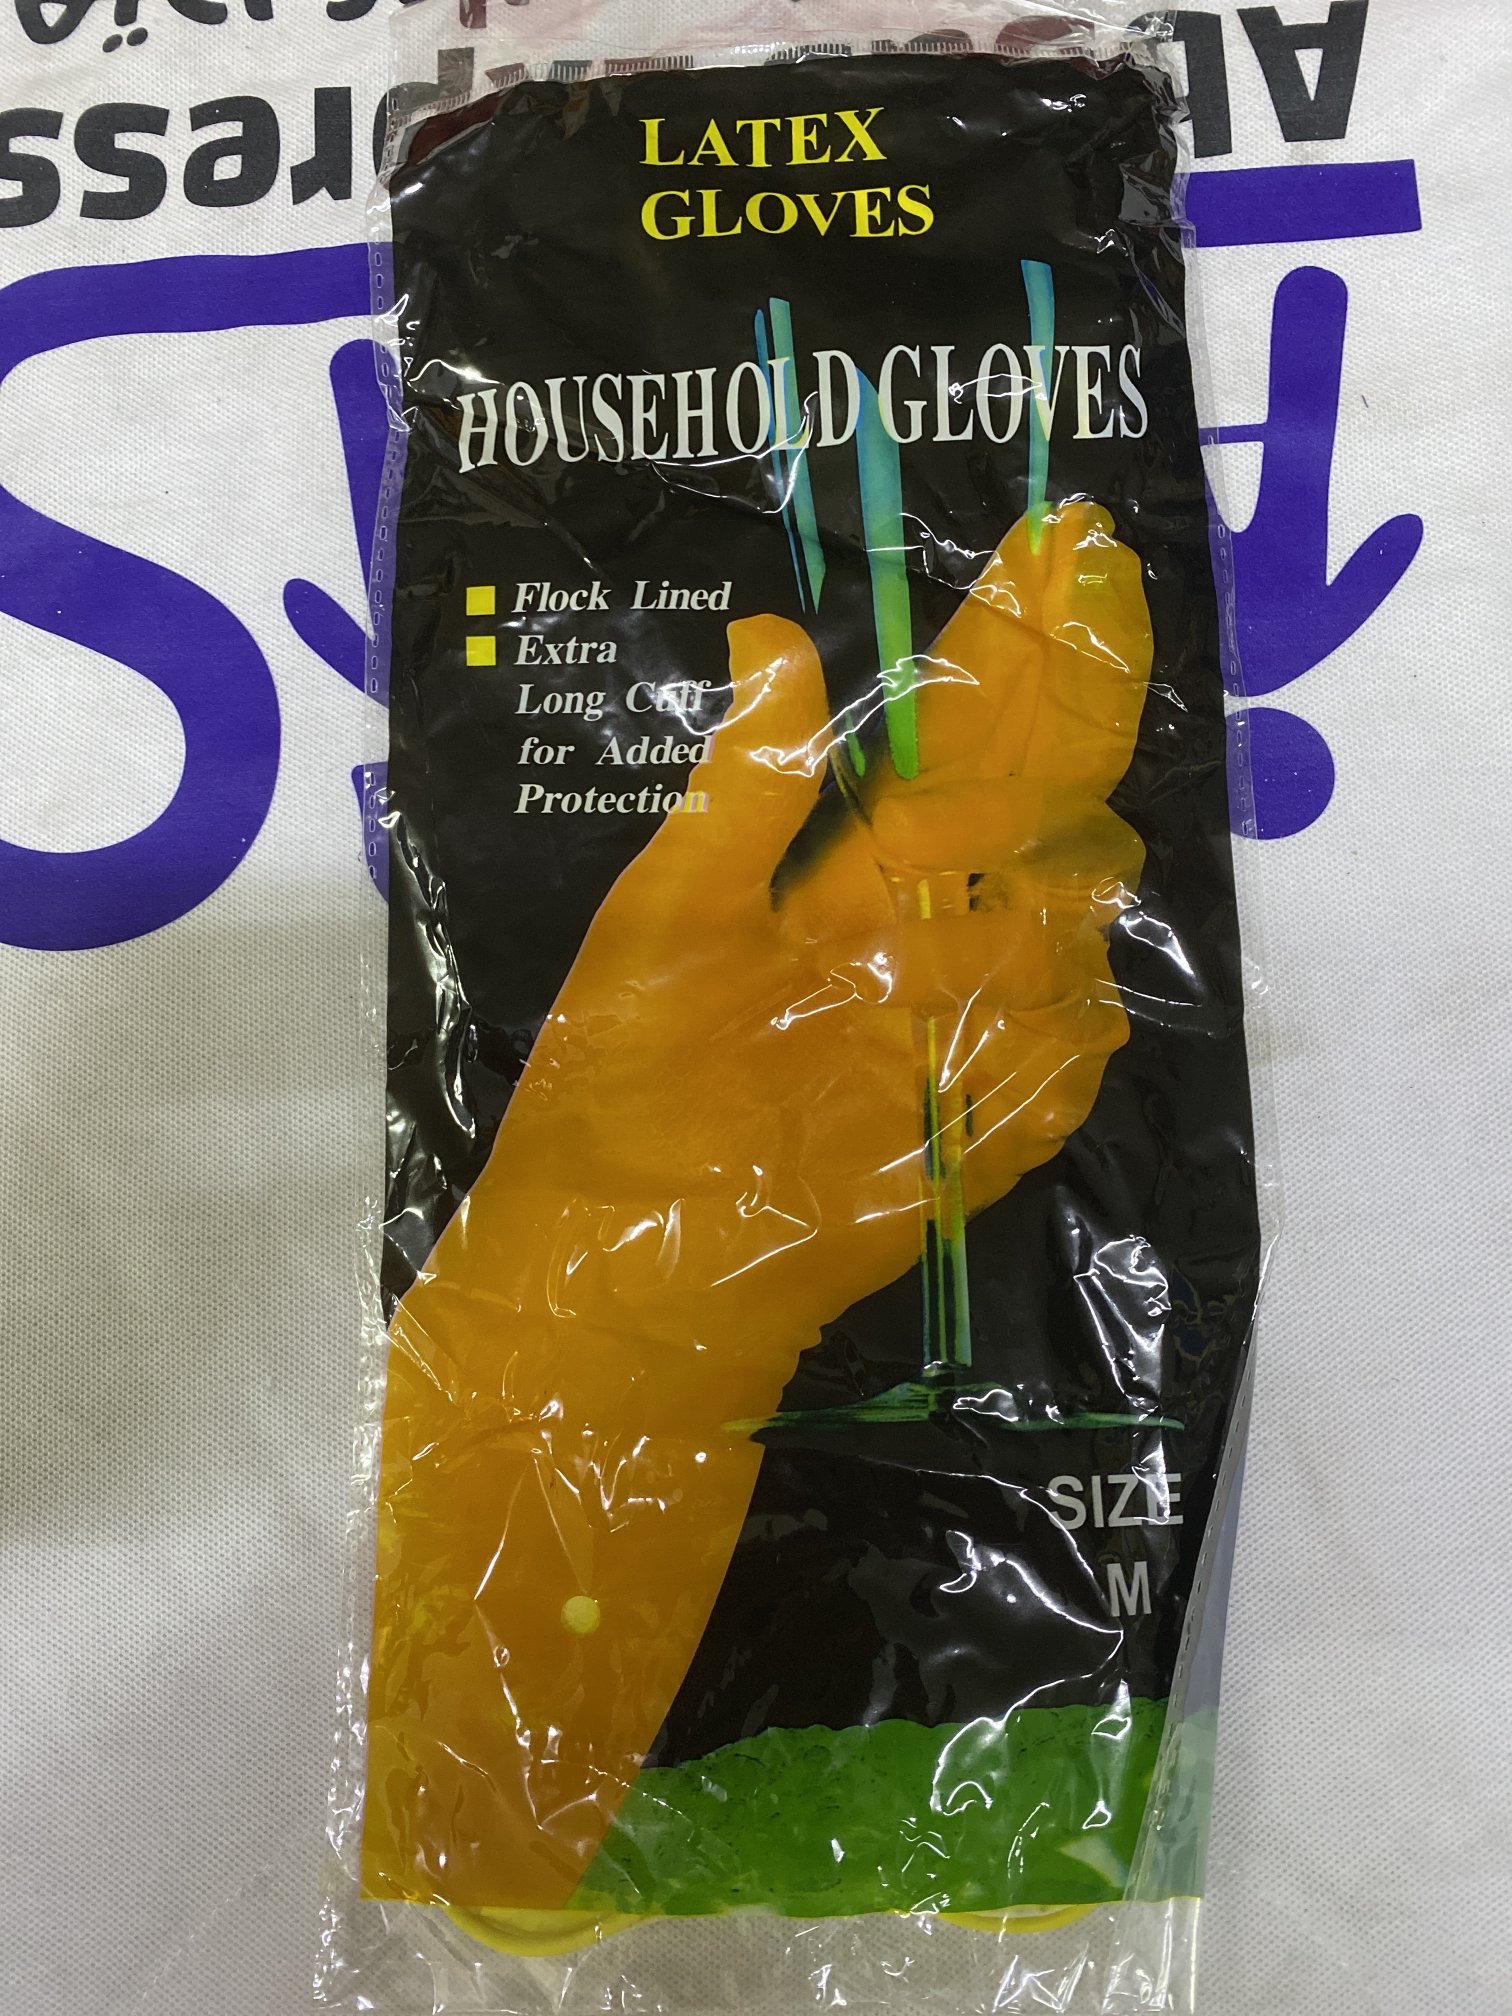 LATEX
GLOVES
HOUSEHOLD GLOVES
Flock Lined
Extra
Long Cuff
for Added
Protection
SIZE
M